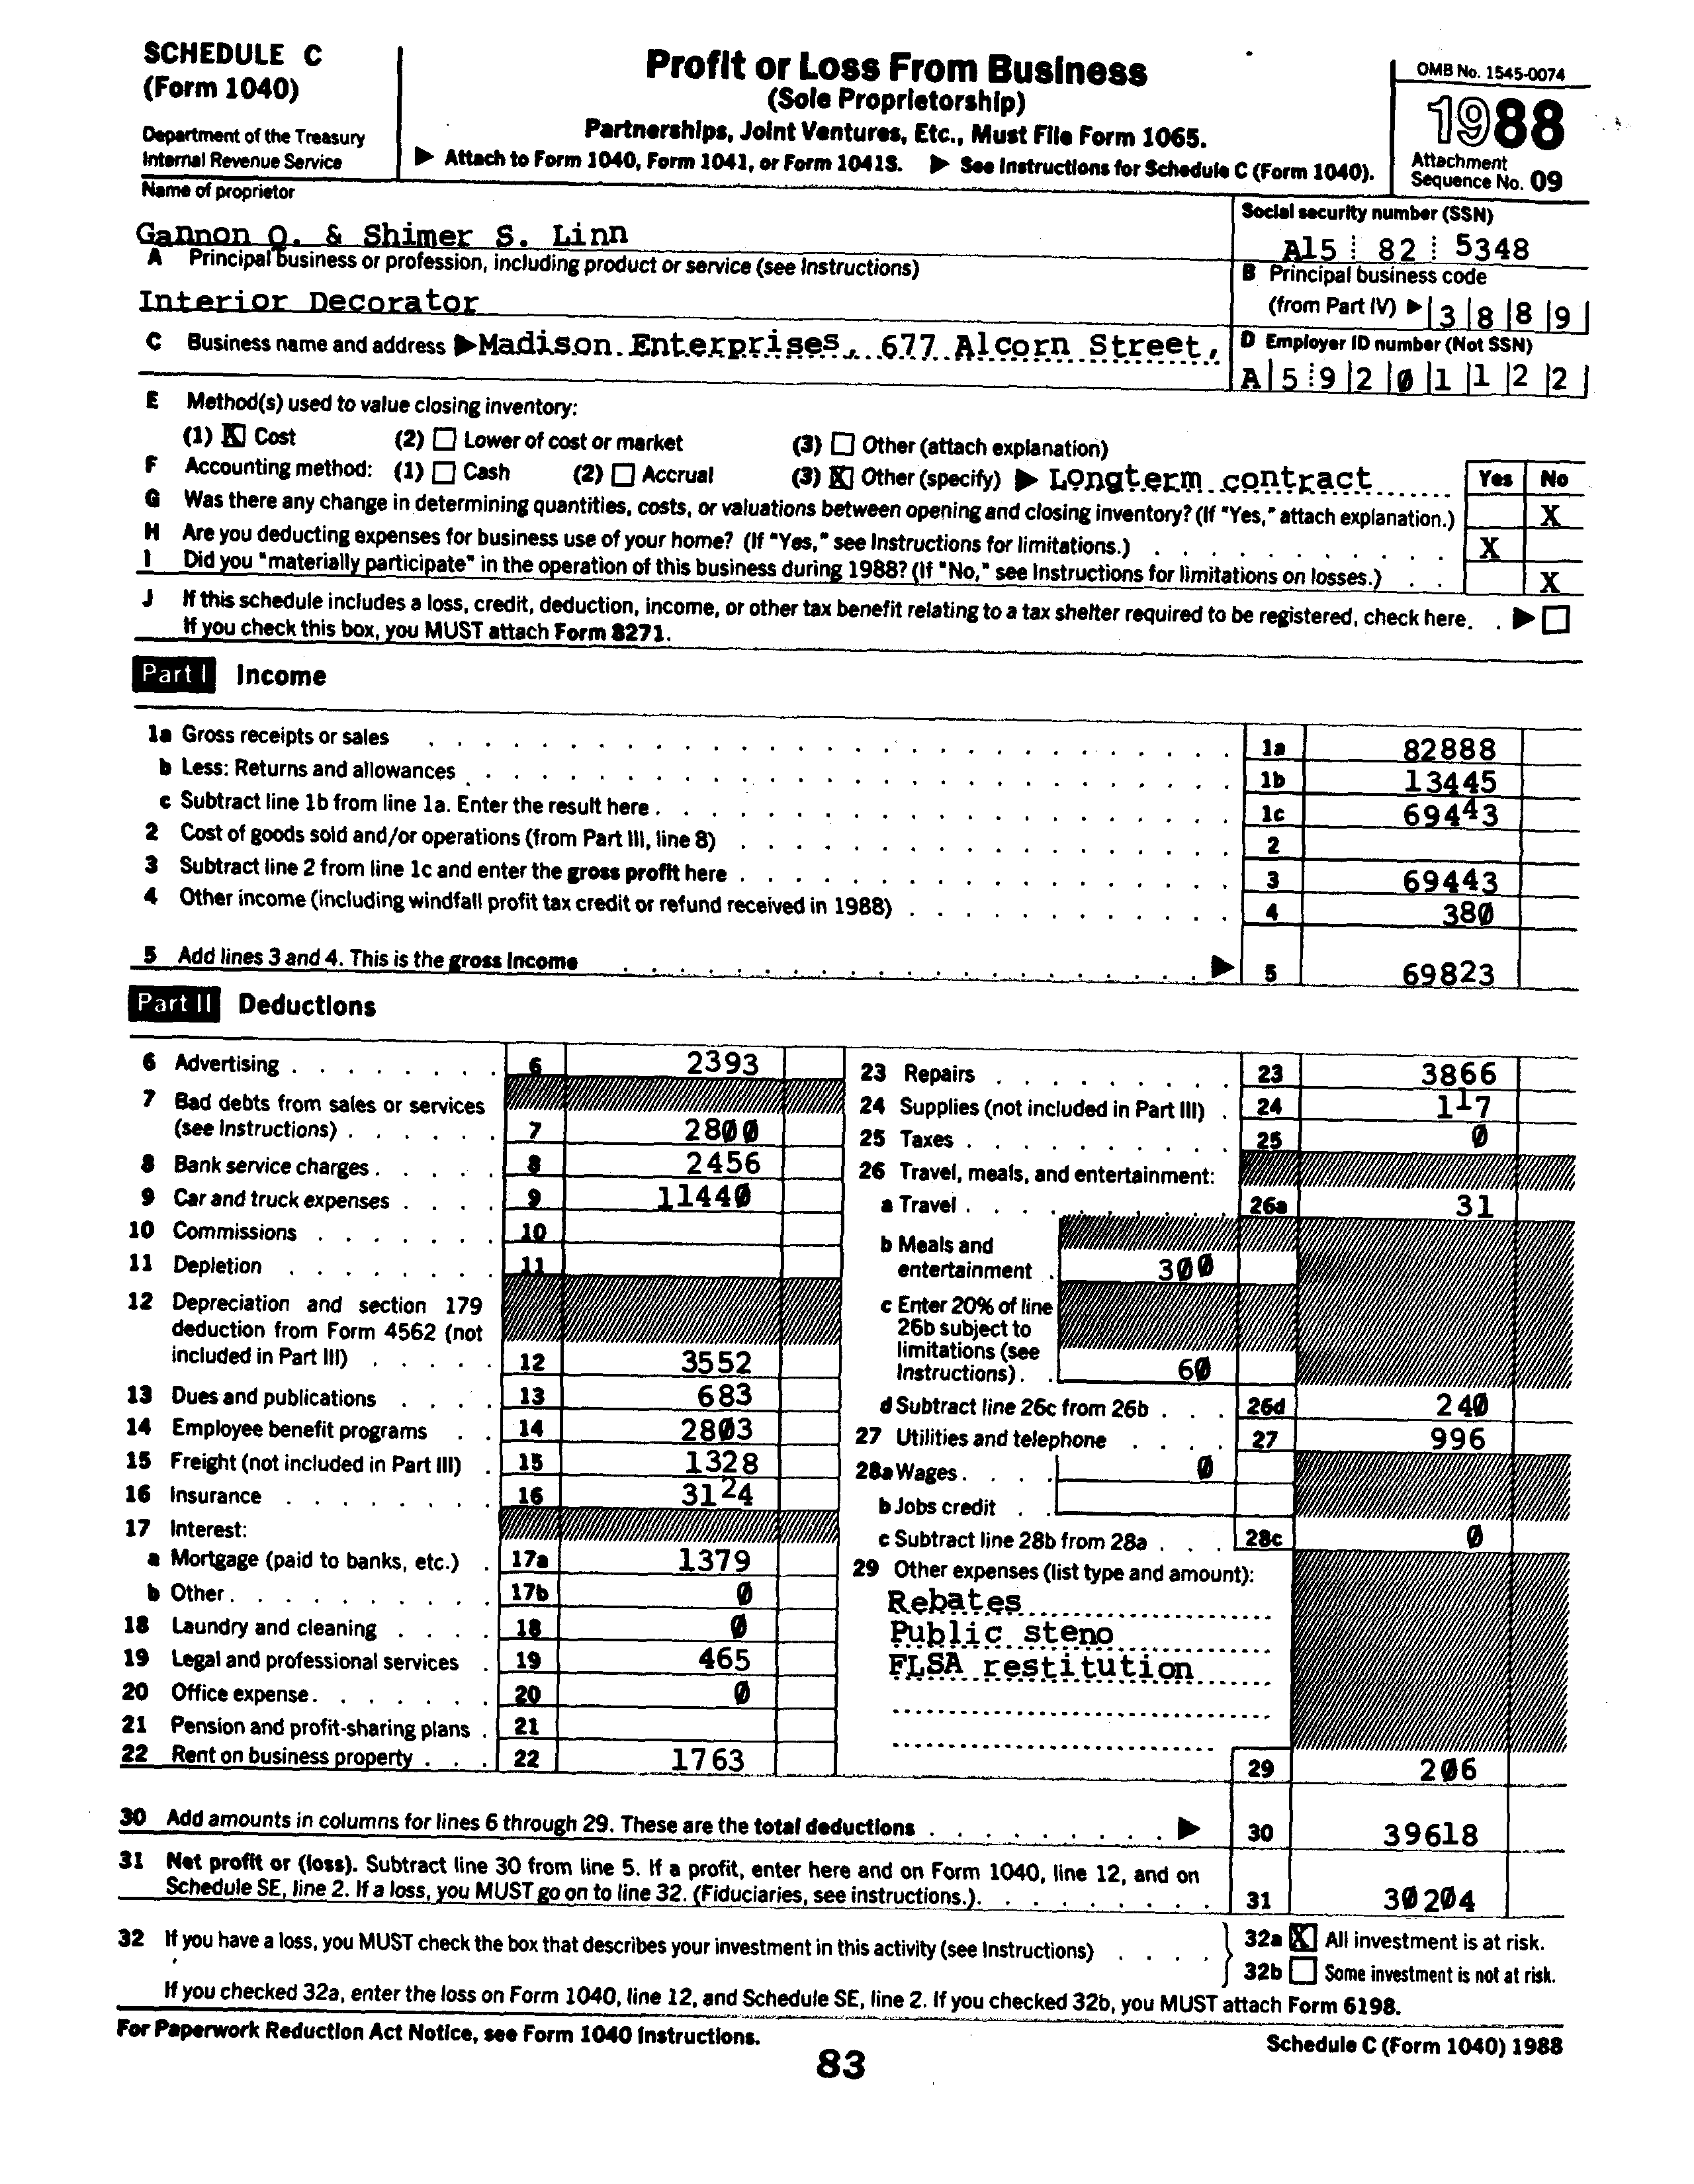 SCHEDULE C
(Form 1040)
Department of the Treasury
Internal Revenue Service
Profit or Loss From Business
(Sole Proprietorship)
Partnerships, Joint Ventures, Etc., Must File Form 1065.
▶ Attach to Form 1040, Form 1041, or Form 1041S. ▶ See Instructions for Schedule C (Form 1040).
OMB No. 1545-0074
1988
Attachment
Sequence No. 09
Name of proprietor
Gannon Q. & Shimer S. Linn
Social security number (SSN)
A15 82 5348
A Principal business or profession, including product or service (see Instructions)
Interior Decorator
B Principal business code
(from Part IV) ▶ 3 8 8 9
C Business name and address ▶ Madison Enterprises, 677 Alcorn Street,
D Employer ID number (Not SSN)
A 5 9 2 0 1 1 2 2
E Method(s) used to value closing inventory:
(1) X Cost (2) Lower of cost or market (3) Other (attach explanation)
F Accounting method: (1) Cash (2) Accrual (3) X Other (specify) ▶ Longterm contract Yes No
G Was there any change in determining quantities, costs, or valuations between opening and closing inventory? (If "Yes," attach explanation.) X
H Are you deducting expenses for business use of your home? (If "Yes," see Instructions for limitations.) X
I Did you "materially participate" in the operation of this business during 1988? (If "No," see Instructions for limitations on losses.) X
J If this schedule includes a loss, credit, deduction, income, or other tax benefit relating to a tax shelter required to be registered, check here. ▶
If you check this box, you MUST attach Form 8271.
Part I Income
1a Gross receipts or sales 1a 82888
b Less: Returns and allowances 1b 13445
c Subtract line 1b from line 1a. Enter the result here. 1c 69443
2 Cost of goods sold and/or operations (from Part III, line 8) 2
3 Subtract line 2 from line 1c and enter the gross profit here 3 69443
4 Other income (including windfall profit tax credit or refund received in 1988) 4 380
5 Add lines 3 and 4. This is the gross income ▶ 5 69823
Part II Deductions
6 Advertising 6 2393
7 Bad debts from sales or services
(see Instructions) 7 2800
8 Bank service charges 8 2456
9 Car and truck expenses 9 11440
10 Commissions 10
11 Depletion 11
12 Depreciation and section 179
deduction from Form 4562 (not
included in Part III) 12 3552
13 Dues and publications 13 683
14 Employee benefit programs 14 2803
15 Freight (not included in Part III) 15 1328
16 Insurance 16 3124
17 Interest:
a Mortgage (paid to banks, etc.) 17a 1379
b Other 17b 0
18 Laundry and cleaning 18 0
19 Legal and professional services 19 465
20 Office expense 20 0
21 Pension and profit-sharing plans 21
22 Rent on business property 22 1763
23 Repairs 23 3866
24 Supplies (not included in Part III) 24 117
25 Taxes 25 0
26 Travel, meals, and entertainment:
a Travel 26a 31
b Meals and
entertainment 300
c Enter 20% of line
26b subject to
limitations (see
Instructions) 60
d Subtract line 26c from 26b 26d 240
27 Utilities and telephone 27 996
28a Wages 0
b Jobs credit
c Subtract line 28b from 28a 28c 0
29 Other expenses (list type and amount):
Rebates
Public steno
FLSA restitution
29 206
30 Add amounts in columns for lines 6 through 29. These are the total deductions ▶ 30 39618
31 Net profit or (loss). Subtract line 30 from line 5. If a profit, enter here and on Form 1040, line 12, and on
Schedule SE, line 2. If a loss, you MUST go on to line 32. (Fiduciaries, see instructions.) 31 30204
32 If you have a loss, you MUST check the box that describes your investment in this activity (see Instructions)
32a X All investment is at risk.
32b Some investment is not at risk.
If you checked 32a, enter the loss on Form 1040, line 12, and Schedule SE, line 2. If you checked 32b, you MUST attach Form 6198.
For Paperwork Reduction Act Notice, see Form 1040 Instructions.
Schedule C (Form 1040) 1988
83